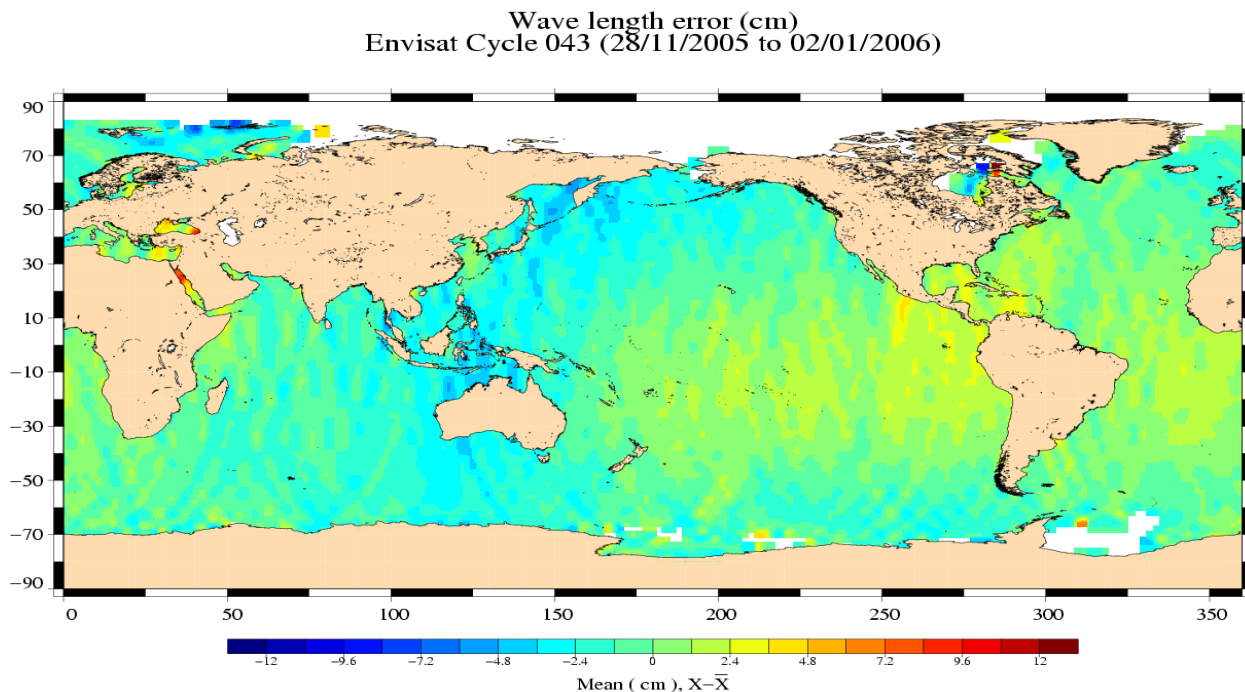 Wave length error (cm)
Envisat Cycle 043 (28/11/2005 to 02/01/2006)
90
70
50
30
10
−10
−30
−50
−70
−90
0 50 100 150 200 250 300 350
−12 −9.6 −7.2 −4.8 −2.4 0 2.4 4.8 7.2 9.6 12
Mean ( cm ), X−X̅